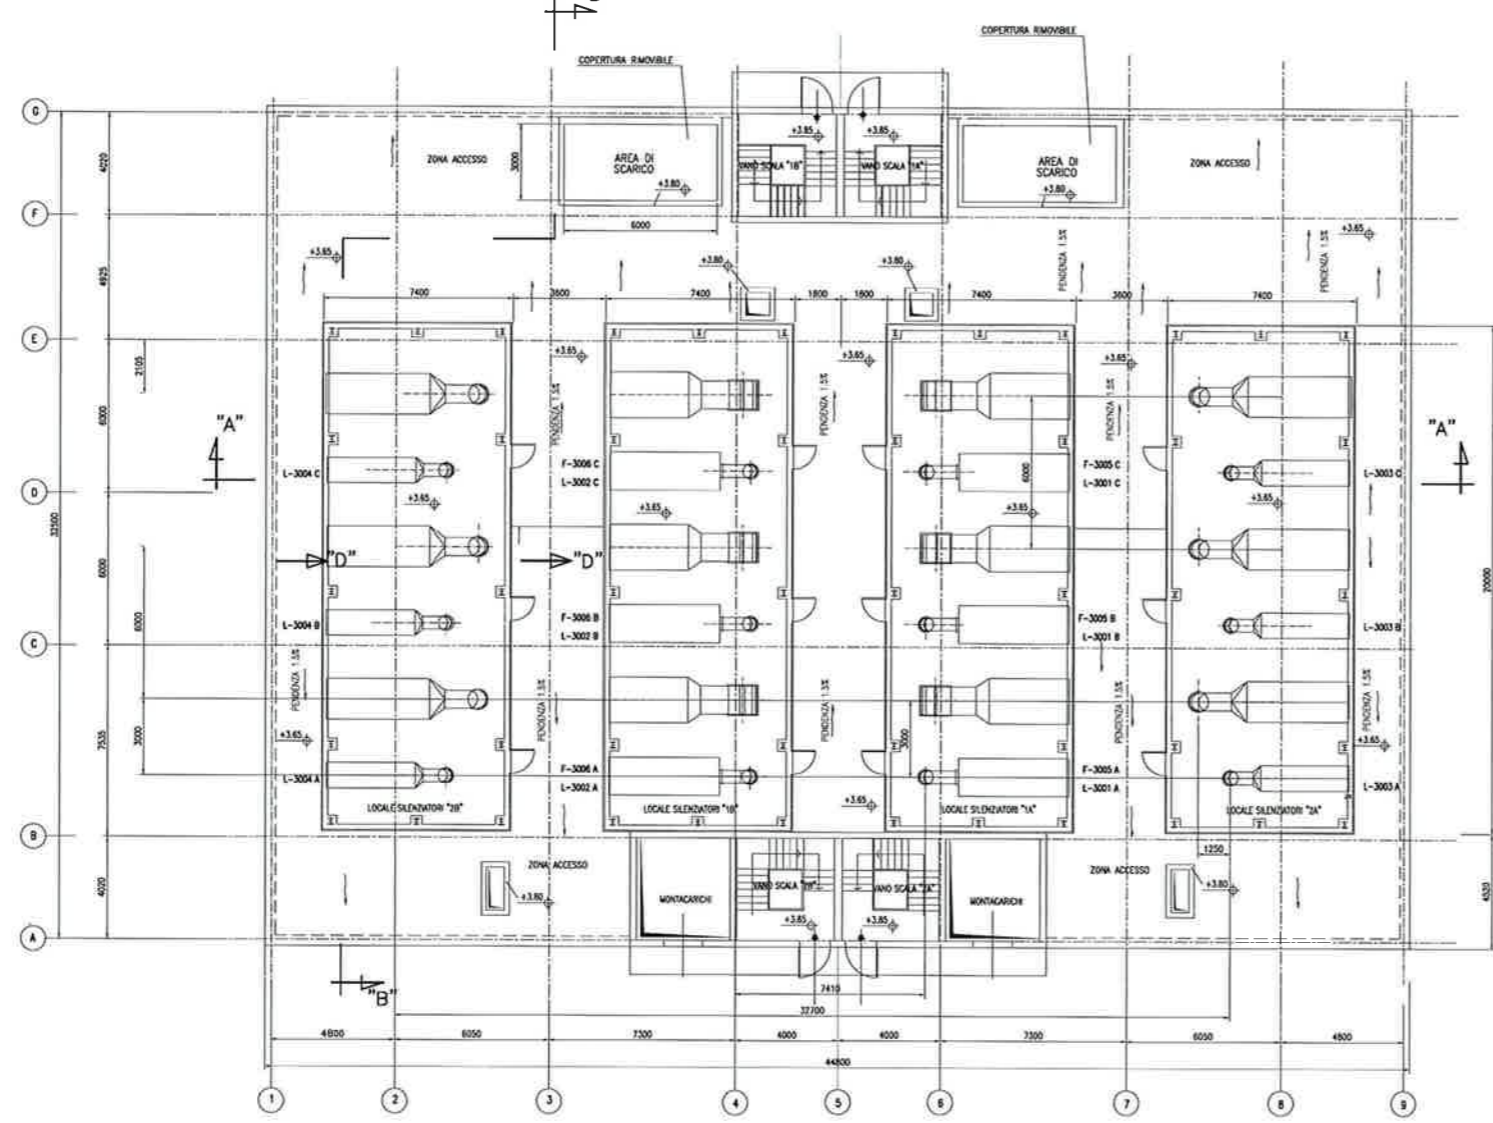 COPERTURA RIMOVIBILE
COPERTURA RIMOVIBILE
G
4020
ZONA ACCESSO
3000
AREA DI
SCARICO
+3.80
6000
+3.85
+3.85
VANO SCALA "1B"
VANO SCALA "1A"
AREA DI
SCARICO
+3.80
ZONA ACCESSO
F
4925
+3.65
+3.80
+3.80
PENDENZA 1.5%
PENDENZA 1.5%
+3.65
7400
3600
7400
1800
1800
7400
3600
7400
E
2105
6000
+3.65
+3.65
+3.65
PENDENZA 1.5%
PENDENZA 1.5%
PENDENZA 1.5%
"A"
"A"
L-3004 C
F-3006 C
L-3002 C
6000
F-3005 C
L-3001 C
L-3003 C
D
+3.65
+3.65
+3.65
+3.65
32500
"D"
"D"
6000
6000
20000
L-3004 B
F-3006 B
L-3002 B
F-3005 B
L-3001 B
L-3003 B
C
PENDENZA 1.5%
PENDENZA 1.5%
PENDENZA 1.5%
PENDENZA 1.5%
PENDENZA 1.5%
7535
3000
+3.65
3000
+3.65
L-3004 A
F-3006 A
L-3002 A
F-3005 A
L-3001 A
L-3003 A
+3.65
LOCALE SILENZIATORI "2B"
LOCALE SILENZIATORI "1B"
LOCALE SILENZIATORI "1A"
LOCALE SILENZIATORI "2A"
B
4020
ZONA ACCESSO
+3.80
MONTACARICHI
VANO SCALA "2B"
VANO SCALA "2A"
+3.85
+3.85
MONTACARICHI
ZONA ACCESSO
1250
+3.80
4520
A
"B"
7410
32700
4800
6050
7300
4000
4000
7300
6050
4800
44800
1
2
3
4
5
6
7
8
9